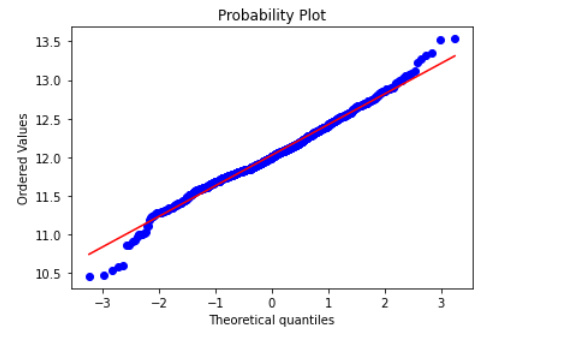 Probability Plot
Ordered Values
13.5
13.0
12.5
12.0
11.5
11.0
10.5
−3 −2 −1 0 1 2 3
Theoretical quantiles